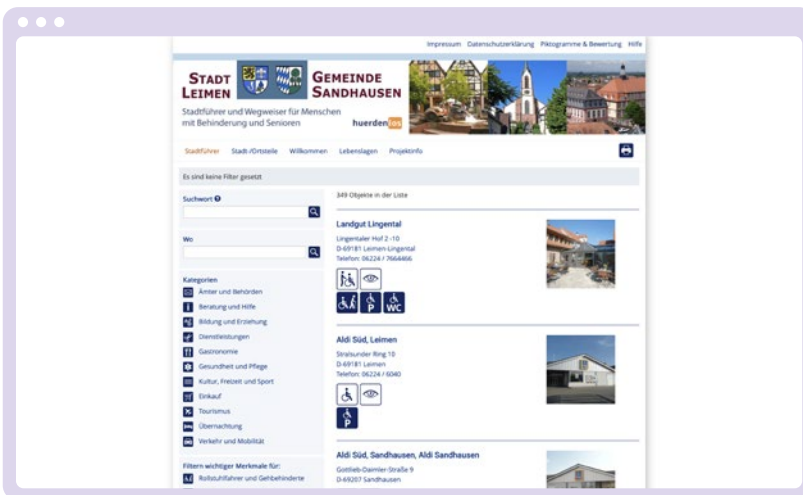 Impressum Datenschutzerklärung Piktogramme & Bewertung Hilfe
STADT LEIMEN
GEMEINDE SANDHAUSEN
Stadtführer und Wegweiser für Menschen
mit Behinderung und Senioren
huerdenlos
Stadtführer Stadt-/Ortsteile Willkommen Lebenslagen Projektinfo
Es sind keine Filter gesetzt
Suchwort
Wo
Kategorien
Ämter und Behörden
Beratung und Hilfe
Bildung und Erziehung
Dienstleistungen
Gastronomie
Gesundheit und Pflege
Kultur, Freizeit und Sport
Einkauf
Tourismus
Übernachtung
Verkehr und Mobilität
Filtern wichtiger Merkmale für:
Rollstuhlfahrer und Gehbehinderte
349 Objekte in der Liste
Landgut Lingental
Lingentaler Hof 2 -10
D-69181 Leimen-Lingental
Telefon: 06224 / 7664466
P
WC
Aldi Süd, Leimen
Stralsunder Ring 10
D-69181 Leimen
Telefon: 06224 / 6040
P
Aldi Süd, Sandhausen, Aldi Sandhausen
Gottlieb-Daimler-Straße 9
D-69207 Sandhausen